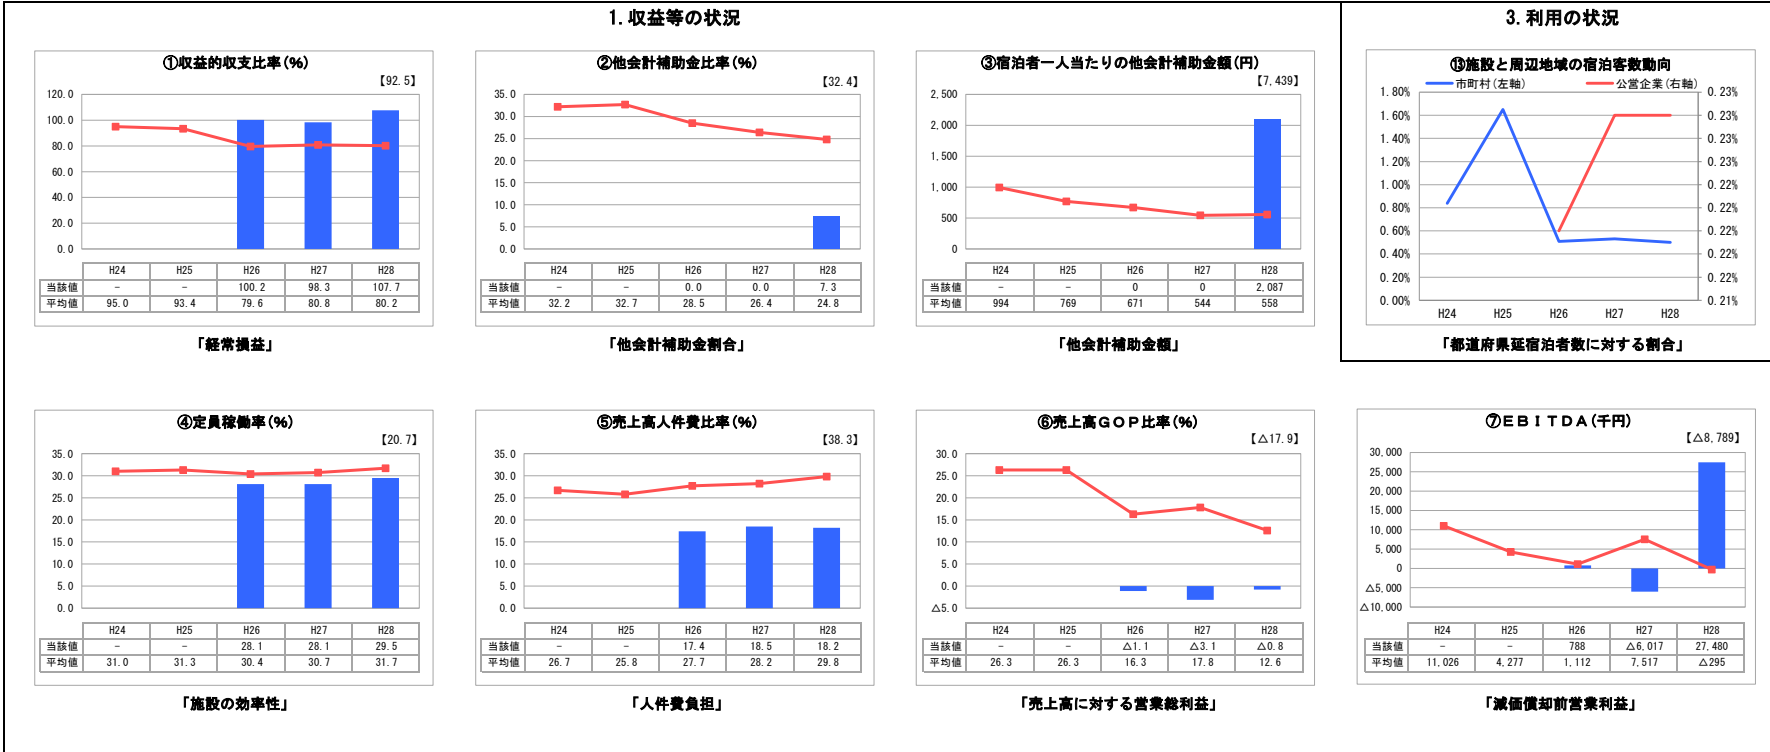 1. 収益等の状況
3. 利用の状況
①収益的収支比率(%)
【92.5】
120.0
100.0
80.0
60.0
40.0
20.0
0.0
H24 H25 H26 H27 H28
当該値 - - 100.2 98.3 107.7
平均値 95.0 93.4 79.6 80.8 80.2
「経常損益」
②他会計補助金比率(%)
【32.4】
35.0
30.0
25.0
20.0
15.0
10.0
5.0
0.0
H24 H25 H26 H27 H28
当該値 - - 0.0 0.0 7.3
平均値 32.2 32.7 28.5 26.4 24.8
「他会計補助金割合」
③宿泊者一人当たりの他会計補助金額(円)
【7,439】
2,500
2,000
1,500
1,000
500
0
H24 H25 H26 H27 H28
当該値 - - 0 0 2,087
平均値 994 769 671 544 558
「他会計補助金額」
⑬施設と周辺地域の宿泊客数動向
市町村(左軸) 公営企業(右軸)
1.80% 0.23%
1.60% 0.23%
1.40% 0.23%
1.20% 0.23%
1.00% 0.22%
0.80% 0.22%
0.60% 0.22%
0.40% 0.22%
0.20% 0.22%
0.00% 0.21%
H24 H25 H26 H27 H28
「都道府県延宿泊者数に対する割合」
④定員稼働率(%)
【20.7】
35.0
30.0
25.0
20.0
15.0
10.0
5.0
0.0
H24 H25 H26 H27 H28
当該値 - - 28.1 28.1 29.5
平均値 31.0 31.3 30.4 30.7 31.7
「施設の効率性」
⑤売上高人件費比率(%)
【38.3】
35.0
30.0
25.0
20.0
15.0
10.0
5.0
0.0
H24 H25 H26 H27 H28
当該値 - - 17.4 18.5 18.2
平均値 26.7 25.8 27.7 28.2 29.8
「人件費負担」
⑥売上高GOP比率(%)
【△17.9】
30.0
25.0
20.0
15.0
10.0
5.0
0.0
△5.0
H24 H25 H26 H27 H28
当該値 - - △1.1 △3.1 △0.8
平均値 26.3 26.3 16.3 17.8 12.6
「売上高に対する営業総利益」
⑦EBITDA(千円)
【△8,789】
30,000
25,000
20,000
15,000
10,000
5,000
0
△5,000
△10,000
H24 H25 H26 H27 H28
当該値 - - 788 △6,017 27,480
平均値 11,026 4,277 1,112 7,517 △295
「減価償却前営業利益」